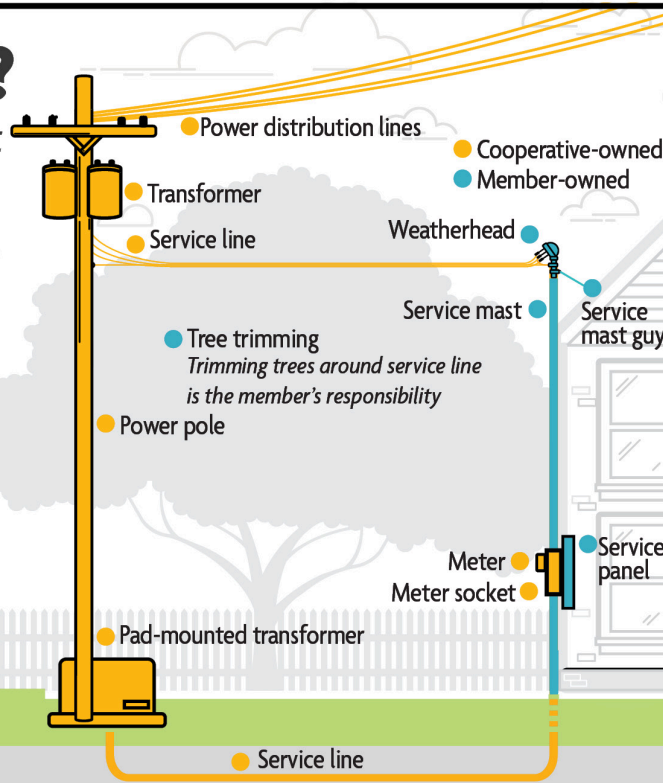 ?
Power distribution lines
Cooperative-owned
Member-owned
Transformer
Service line
Weatherhead
Service mast
Service
mast guy
Tree trimming
Trimming trees around service line
is the member's responsibility
Power pole
Meter
Meter socket
Service
panel
Pad-mounted transformer
Service line